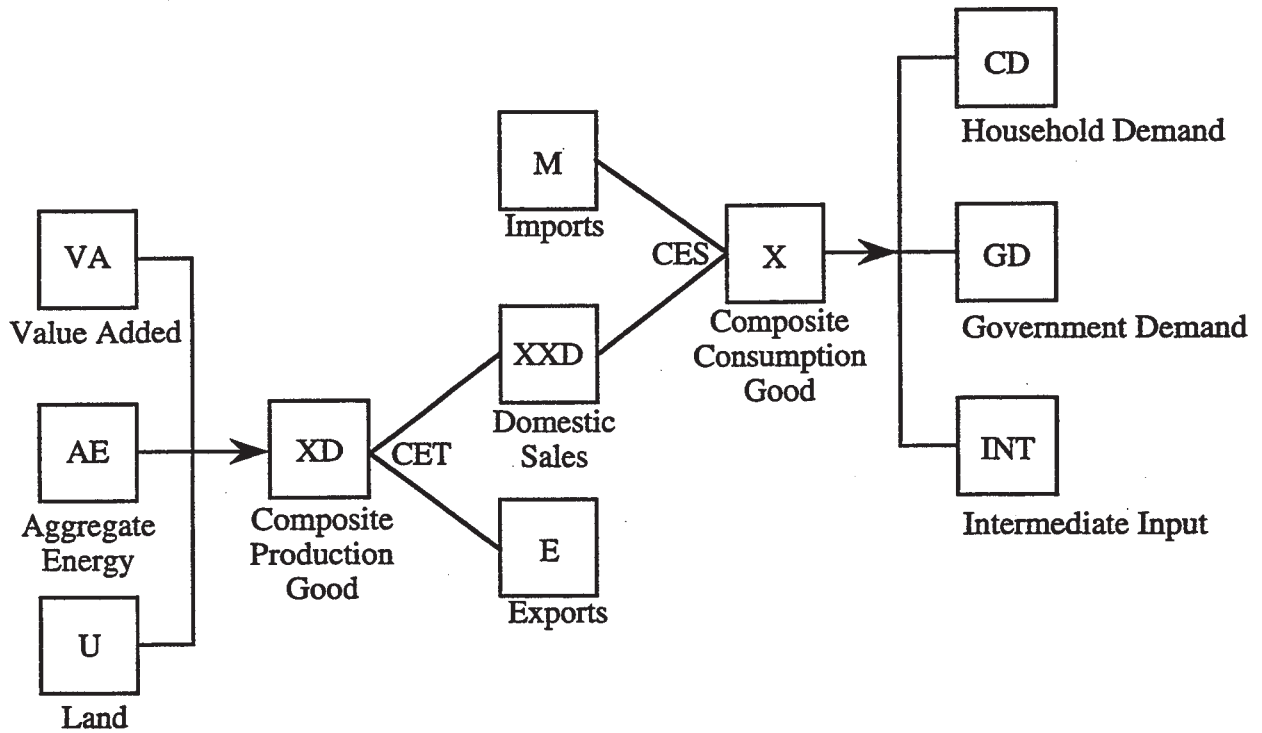 VA
Value Added
AE
Aggregate
Energy
U
Land
XD
Composite
Production
Good
CET
M
Imports
XXD
Domestic
Sales
E
Exports
CES
X
Composite
Consumption
Good
CD
Household Demand
GD
Government Demand
INT
Intermediate Input